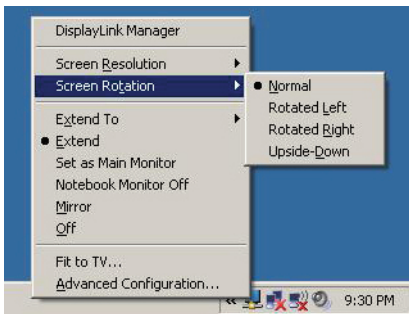 DisplayLink Manager
Screen Resolution
Screen Rotation
Normal
Rotated Left
Rotated Right
Upside-Down
Extend To
Extend
Set as Main Monitor
Notebook Monitor Off
Mirror
Off
Fit to TV...
Advanced Configuration...
« 9:30 PM